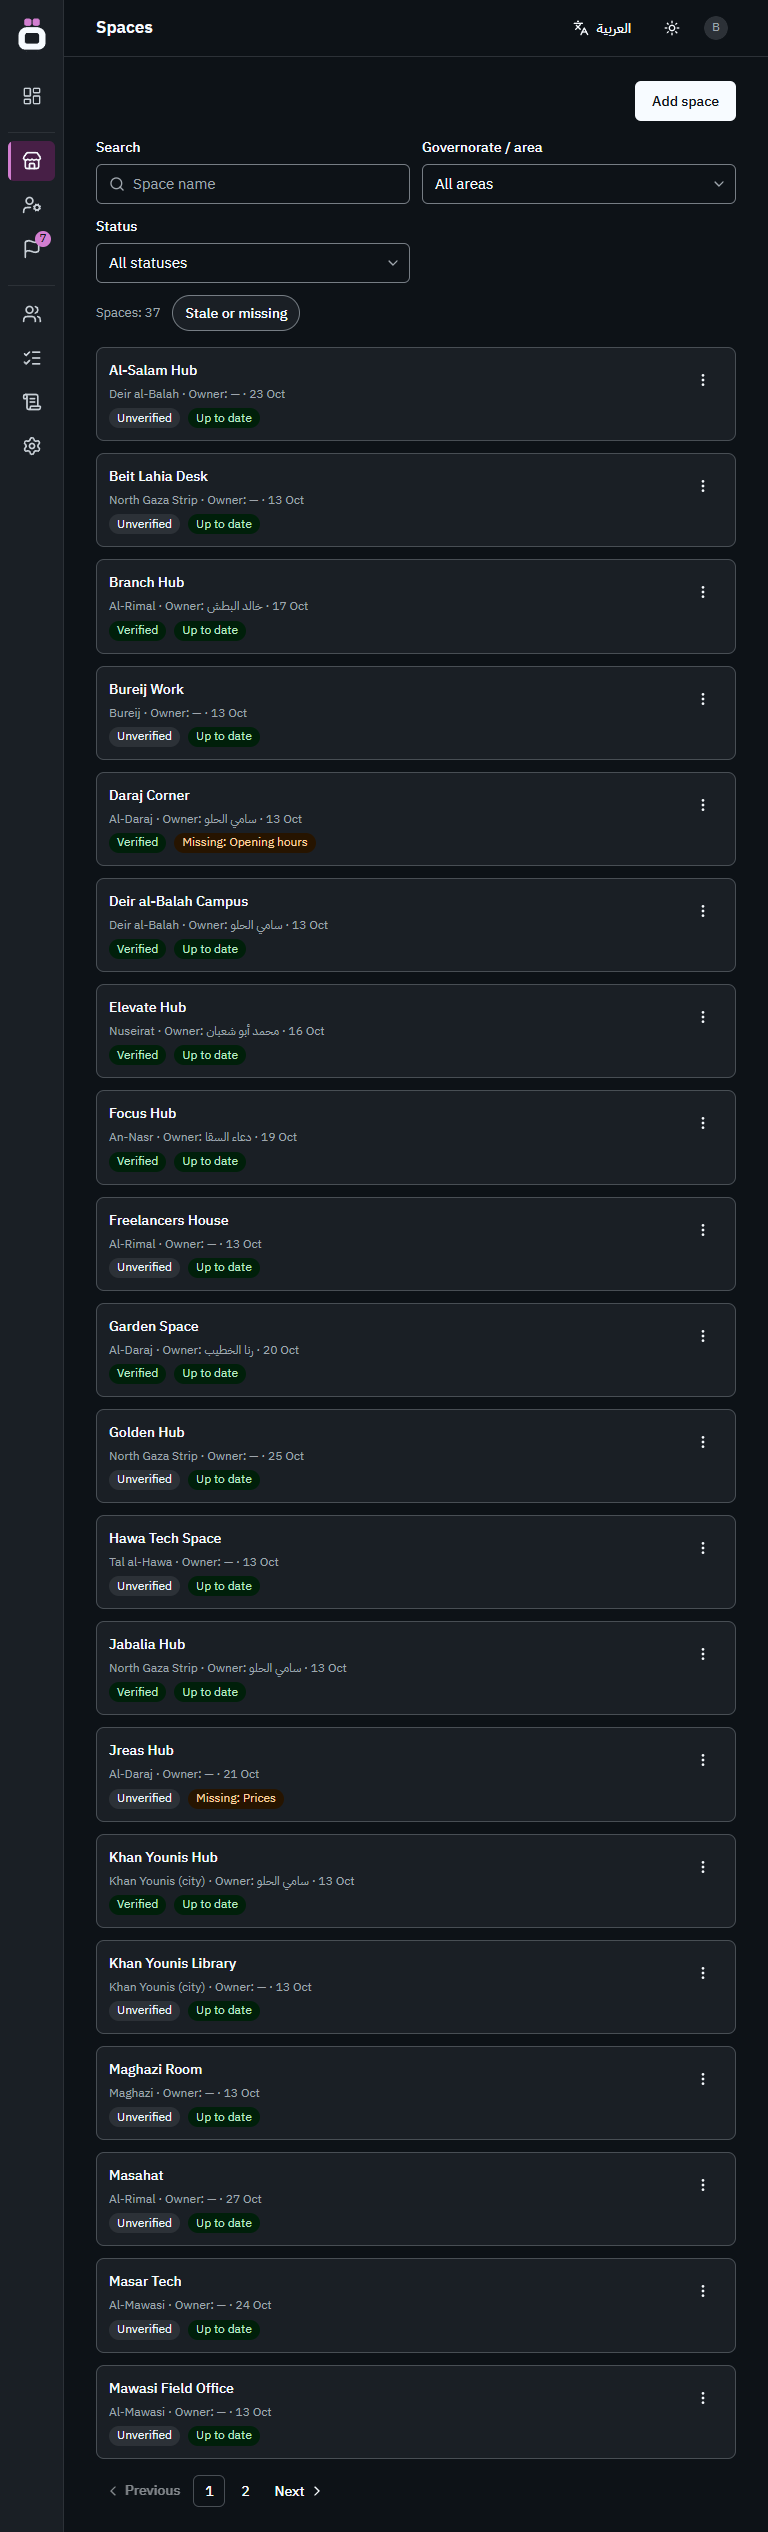 Spaces
العربية
B
Add space
7
Search
Governorate / area
Space name
All areas
Status
All statuses
Spaces: 37
Stale or missing
Al-Salam Hub
Deir al-Balah · Owner: — · 23 Oct
Unverified
Up to date
Beit Lahia Desk
North Gaza Strip · Owner: — · 13 Oct
Unverified
Up to date
Branch Hub
Al-Rimal · Owner: خالد البطش · 17 Oct
Verified
Up to date
Bureij Work
Bureij · Owner: — · 13 Oct
Unverified
Up to date
Daraj Corner
Al-Daraj · Owner: سامي الحلو · 13 Oct
Verified
Missing: Opening hours
Deir al-Balah Campus
Deir al-Balah · Owner: سامي الحلو · 13 Oct
Verified
Up to date
Elevate Hub
Nuseirat · Owner: محمد أبو شعبان · 16 Oct
Verified
Up to date
Focus Hub
An-Nasr · Owner: دعاء السقا · 19 Oct
Verified
Up to date
Freelancers House
Al-Rimal · Owner: — · 13 Oct
Unverified
Up to date
Garden Space
Al-Daraj · Owner: رنا الخطيب · 20 Oct
Verified
Up to date
Golden Hub
North Gaza Strip · Owner: — · 25 Oct
Unverified
Up to date
Hawa Tech Space
Tal al-Hawa · Owner: — · 13 Oct
Unverified
Up to date
Jabalia Hub
North Gaza Strip · Owner: سامي الحلو · 13 Oct
Verified
Up to date
Jreas Hub
Al-Daraj · Owner: — · 21 Oct
Unverified
Missing: Prices
Khan Younis Hub
Khan Younis (city) · Owner: سامي الحلو · 13 Oct
Verified
Up to date
Khan Younis Library
Khan Younis (city) · Owner: — · 13 Oct
Unverified
Up to date
Maghazi Room
Maghazi · Owner: — · 13 Oct
Unverified
Up to date
Masahat
Al-Rimal · Owner: — · 27 Oct
Unverified
Up to date
Masar Tech
Al-Mawasi · Owner: — · 24 Oct
Unverified
Up to date
Mawasi Field Office
Al-Mawasi · Owner: — · 13 Oct
Unverified
Up to date
Previous
1
2
Next